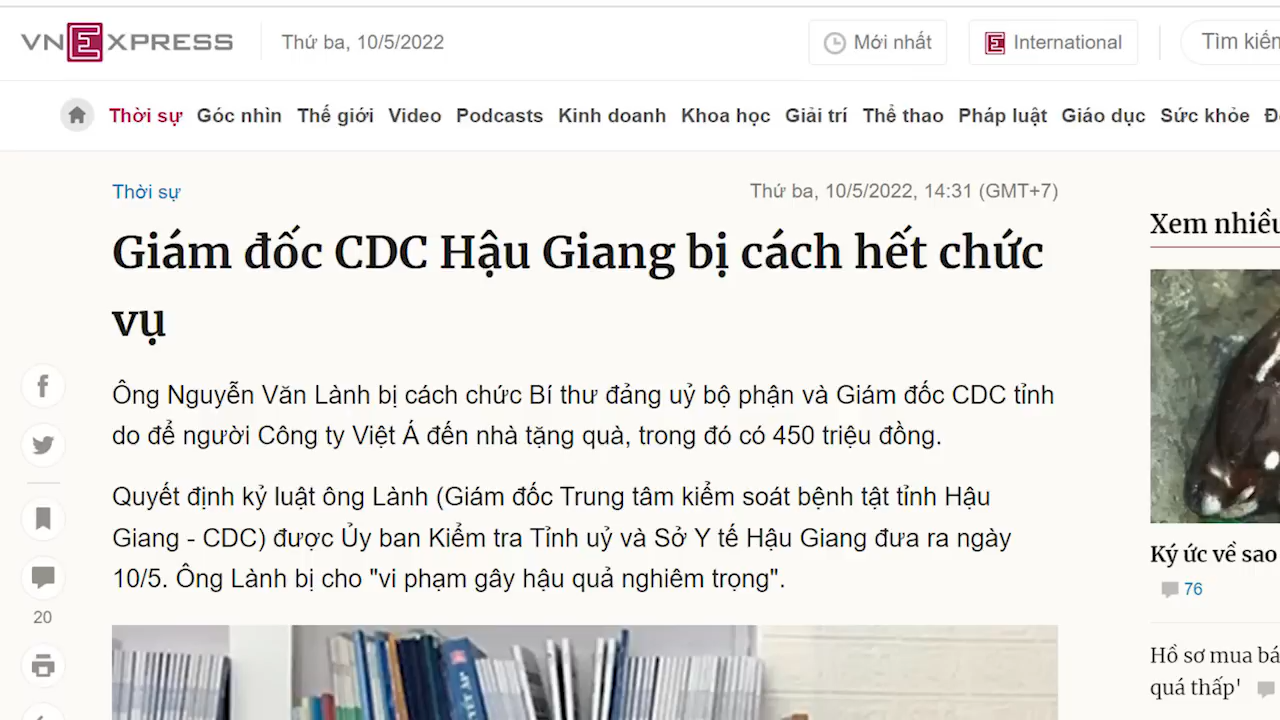 VNEXPRESS
Thứ ba, 10/5/2022
Mới nhất
International
Tìm kiếm
Thời sự Góc nhìn Thế giới Video Podcasts Kinh doanh Khoa học Giải trí Thể thao Pháp luật Giáo dục Sức khỏe
Thời sự
Thứ ba, 10/5/2022, 14:31 (GMT+7)
Giám đốc CDC Hậu Giang bị cách hết chức
vụ
Ông Nguyễn Văn Lành bị cách chức Bí thư đảng uỷ bộ phận và Giám đốc CDC tỉnh
do để người Công ty Việt Á đến nhà tặng quà, trong đó có 450 triệu đồng.
Quyết định kỷ luật ông Lành (Giám đốc Trung tâm kiểm soát bệnh tật tỉnh Hậu
Giang - CDC) được Ủy ban Kiểm tra Tỉnh uỷ và Sở Y tế Hậu Giang đưa ra ngày
10/5. Ông Lành bị cho "vi phạm gây hậu quả nghiêm trọng".
20
Xem nhiều
Ký ức về sao
76
Hồ sơ mua bá
quá thấp'